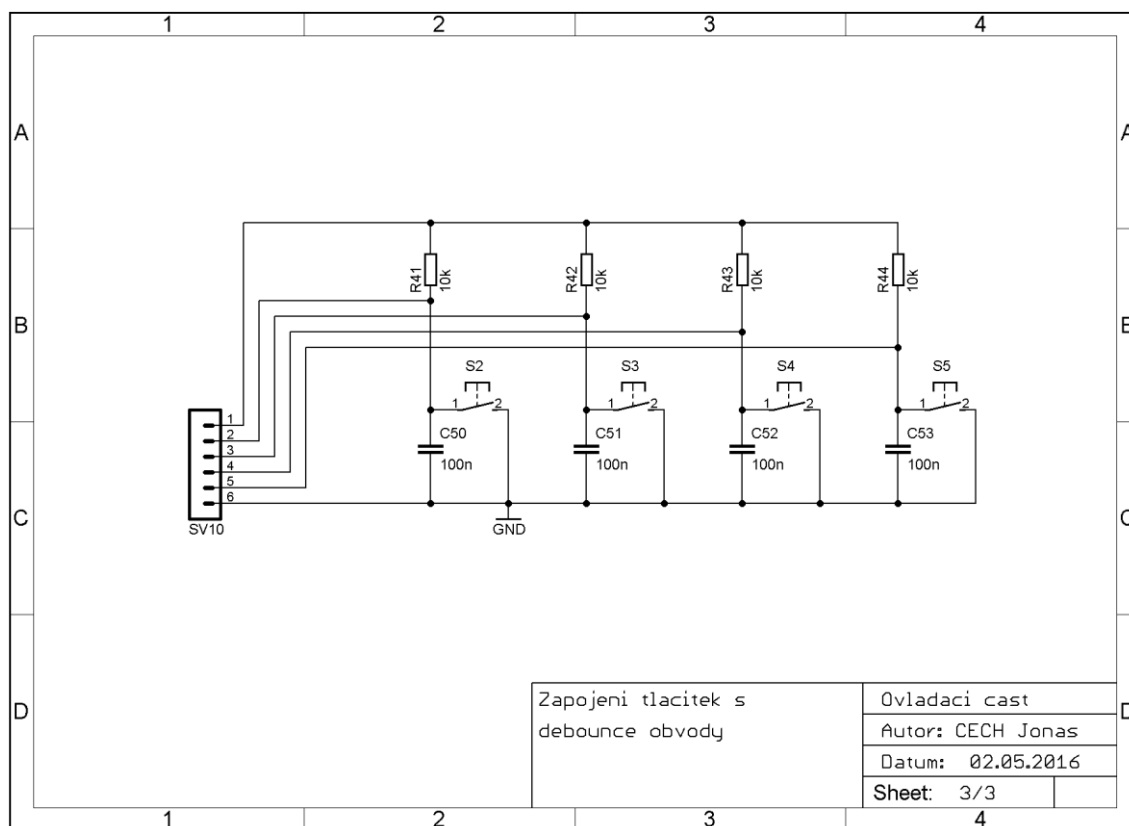 1 2 3 4
A A
R41 10k R42 10k R43 10k R44 10k
B B
S2 S3 S4 S5
1 2 1 2 1 2 1 2
C50 C51 C52 C53
100n 100n 100n 100n
1
2
3
4
5
6
SV10 GND
C C
D D
Zapojeni tlacitek s
debounce obvody
Ovladaci cast
Autor: CECH Jonas
Datum: 02.05.2016
Sheet: 3/3
1 2 3 4